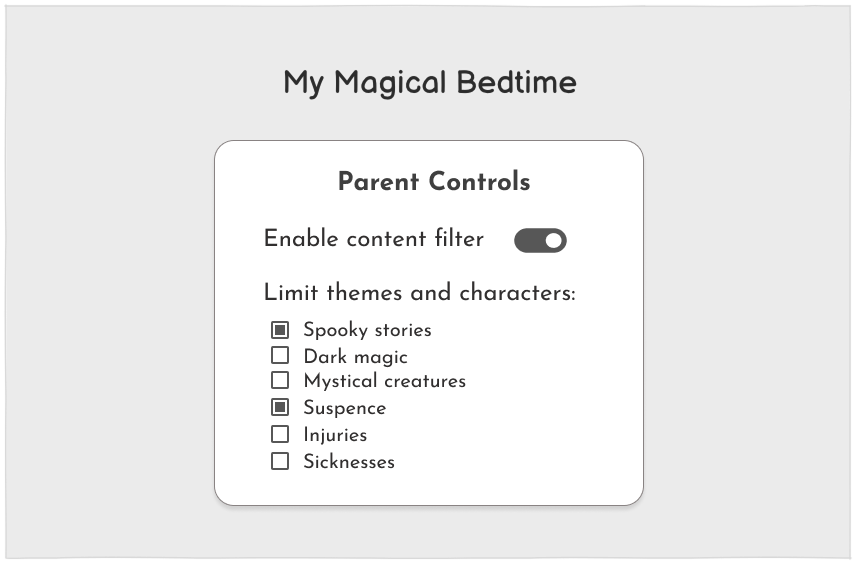 My Magical Bedtime
Parent Controls
Enable content filter
Limit themes and characters:
Spooky stories
Dark magic
Mystical creatures
Suspence
Injuries
Sicknesses